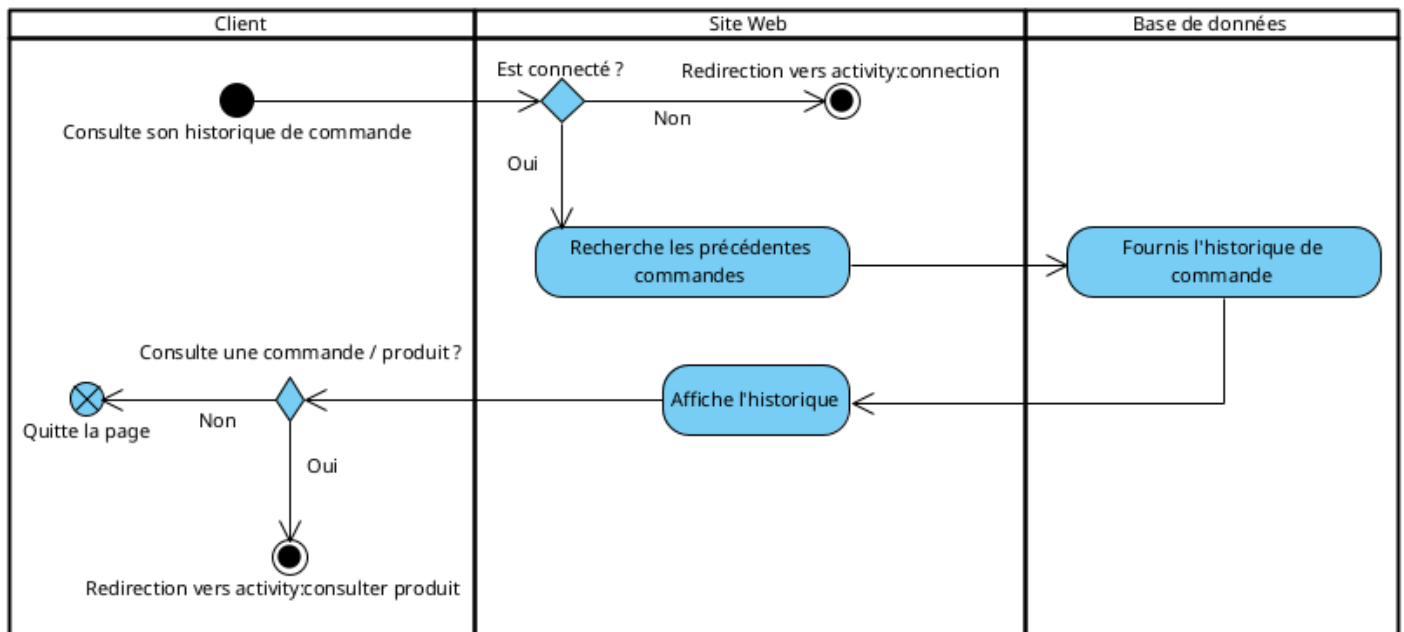 Client
Site Web
Base de données
Est connecté ?
Redirection vers activity:connection
Non
Consulte son historique de commande
Oui
Recherche les précédentes
commandes
Fournis l'historique de
commande
Consulte une commande / produit ?
Affiche l'historique
Non
Quitte la page
Oui
Redirection vers activity:consulter produit